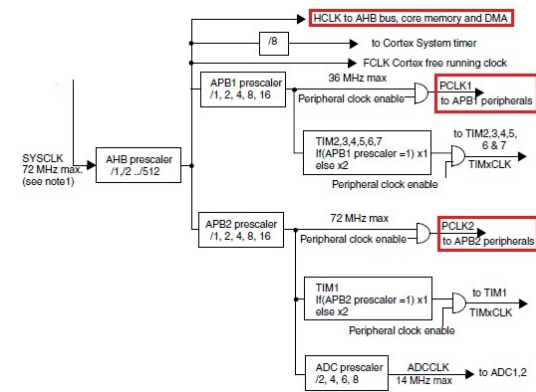 HCLK to AHB bus, core memory and DMA
/8
to Cortex System timer
FCLK Cortex free running clock
APB1 prescaler
/1, 2, 4, 8, 16
36 MHz max
Peripheral clock enable
PCLK1
to APB1 peripherals
TIM2,3,4,5,6,7
If(APB1 prescaler =1) x1
else x2
to TIM2,3,4,5,
6 & 7
TIMxCLK
Peripheral clock enable
SYSCLK
72 MHz max.
(see note1)
AHB prescaler
/1,/2 ../512
APB2 prescaler
/1, 2, 4, 8, 16
72 MHz max
Peripheral clock enable
PCLK2
to APB2 peripherals
TIM1
If(APB2 prescaler =1) x1
else x2
to TIM1
TIMxCLK
Peripheral clock enable
ADC prescaler
/2, 4, 6, 8
ADCCLK
14 MHz max
to ADC1,2